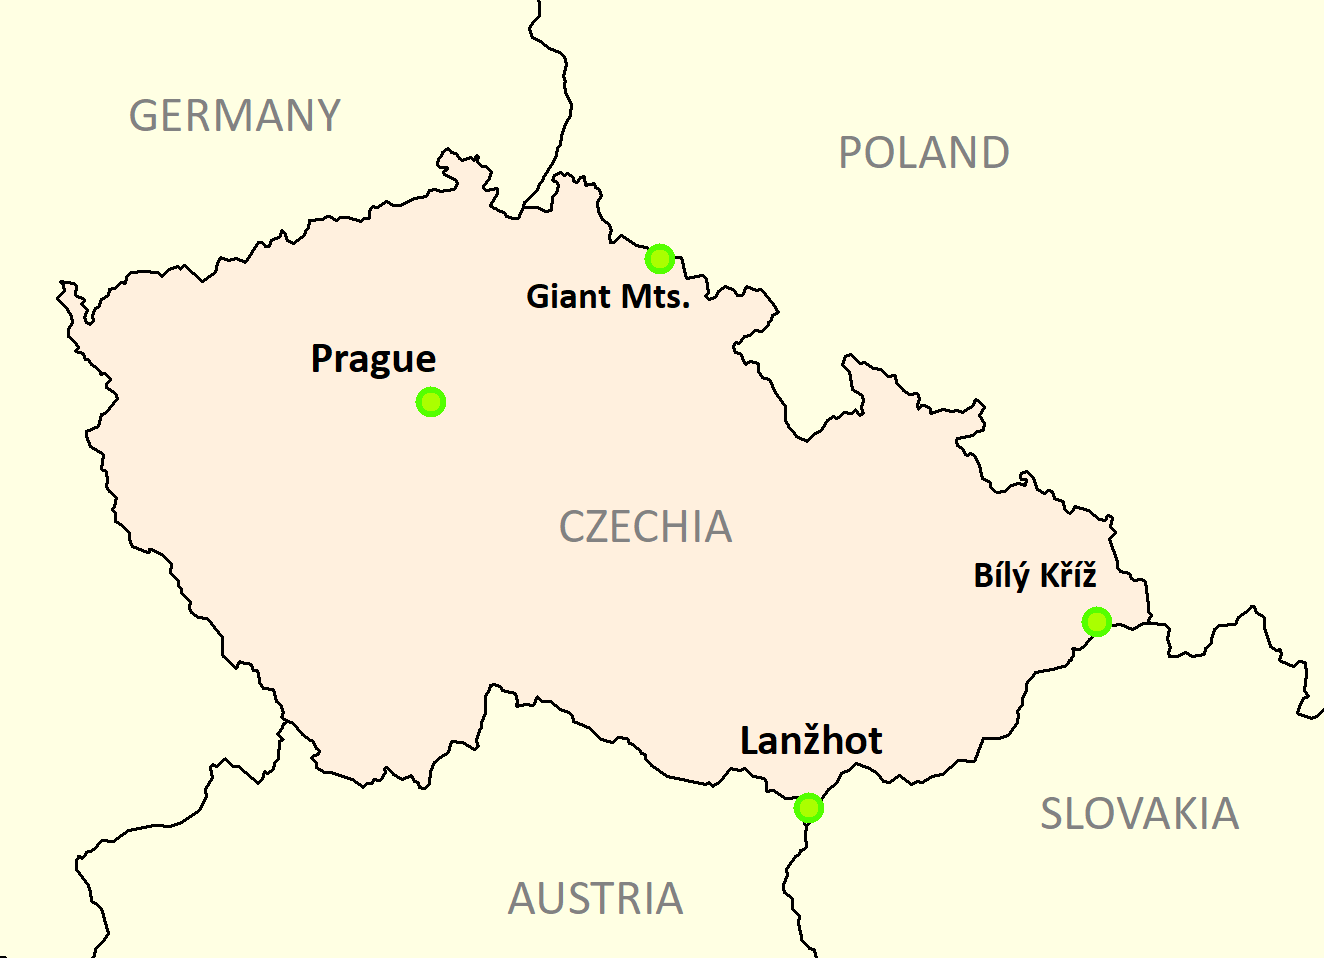 GERMANY
POLAND
Giant Mts.
Prague
CZECHIA
Bílý Kříž
Lanžhot
SLOVAKIA
AUSTRIA